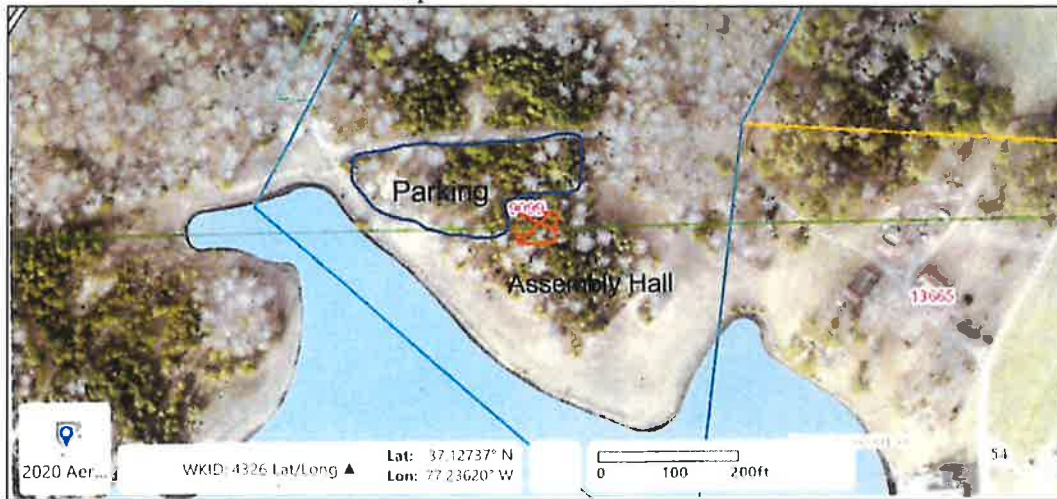 Parking
9099
Assembly Hall
13665
2020 Aer...
WKID: 4326 Lat/Long ▲
Lat: 37.12737° N
Lon: 77.23620° W
0 100 200ft
54